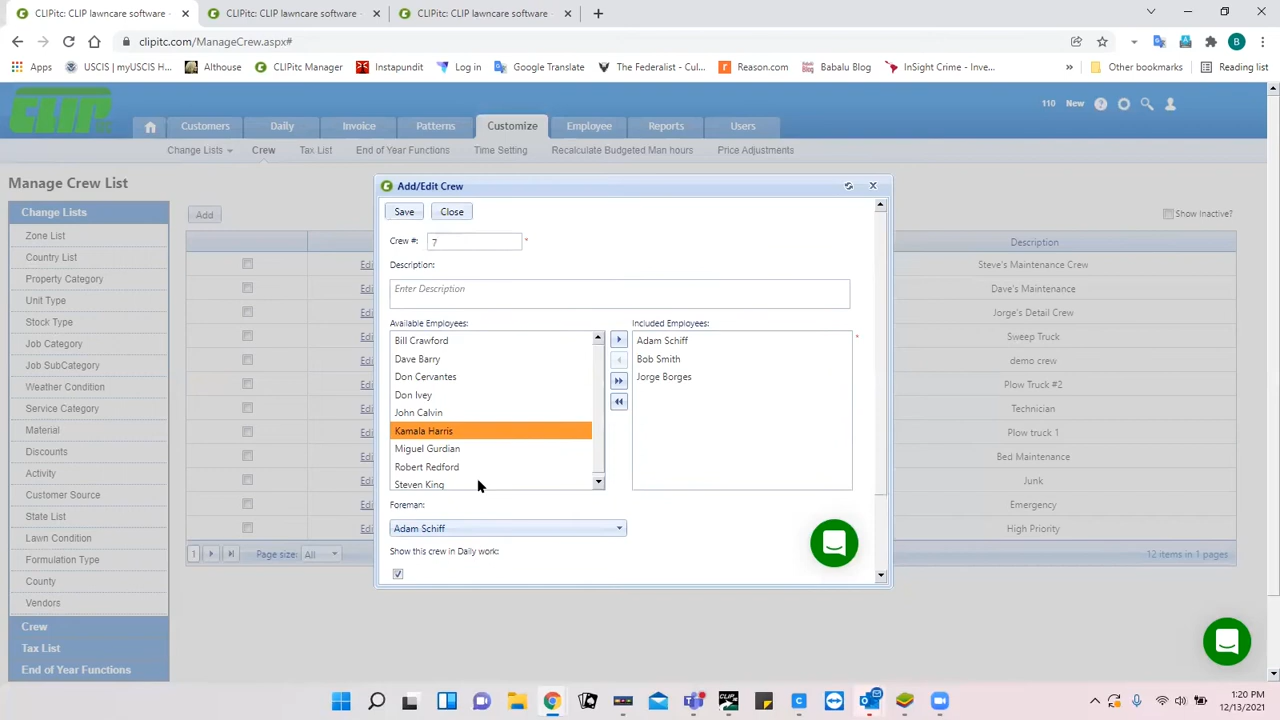 CLIPitc: CLIP lawncare software -
CLIPitc: CLIP lawncare software -
CLIPitc: CLIP lawncare software -
clipitc.com/ManageCrew.aspx#
B
Apps
USCIS | myUSCIS H...
Althouse
CLIPitc Manager
Instapundit
Log in
Google Translate
The Federalist - Cu...
Reason.com
Babalu Blog
InSight Crime - Inve...
Other bookmarks
Reading list
CLIP
110 New
Customers
Daily
Invoice
Patterns
Customize
Employee
Reports
Users
Change Lists
Crew
Tax List
End of Year Functions
Time Setting
Recalculate Budgeted Man hours
Price Adjustments
Manage Crew List
Change Lists
Zone List
Country List
Property Category
Unit Type
Stock Type
Job Category
Job SubCategory
Weather Condition
Service Category
Material
Discounts
Activity
Customer Source
State List
Lawn Condition
Formulation Type
County
Vendors
Crew
Tax List
End of Year Functions
Add
Show Inactive?
Description
Steve's Maintenance Crew
Dave's Maintenance
Jorge's Detail Crew
Sweep Truck
demo crew
Plow Truck #2
Technician
Plow truck 1
Bed Maintenance
Junk
Emergency
High Priority
1
Page size: All
12 items in 1 pages
Add/Edit Crew
Save
Close
Crew #: 7 *
Description:
Enter Description
Available Employees:
Bill Crawford
Dave Barry
Don Cervantes
Don Ivey
John Calvin
Kamala Harris
Miguel Gurdian
Robert Redford
Steven King
Included Employees:
Adam Schiff
Bob Smith
Jorge Borges
*
Foreman:
Adam Schiff
Show this crew in Daily work:
1:20 PM
12/13/2021